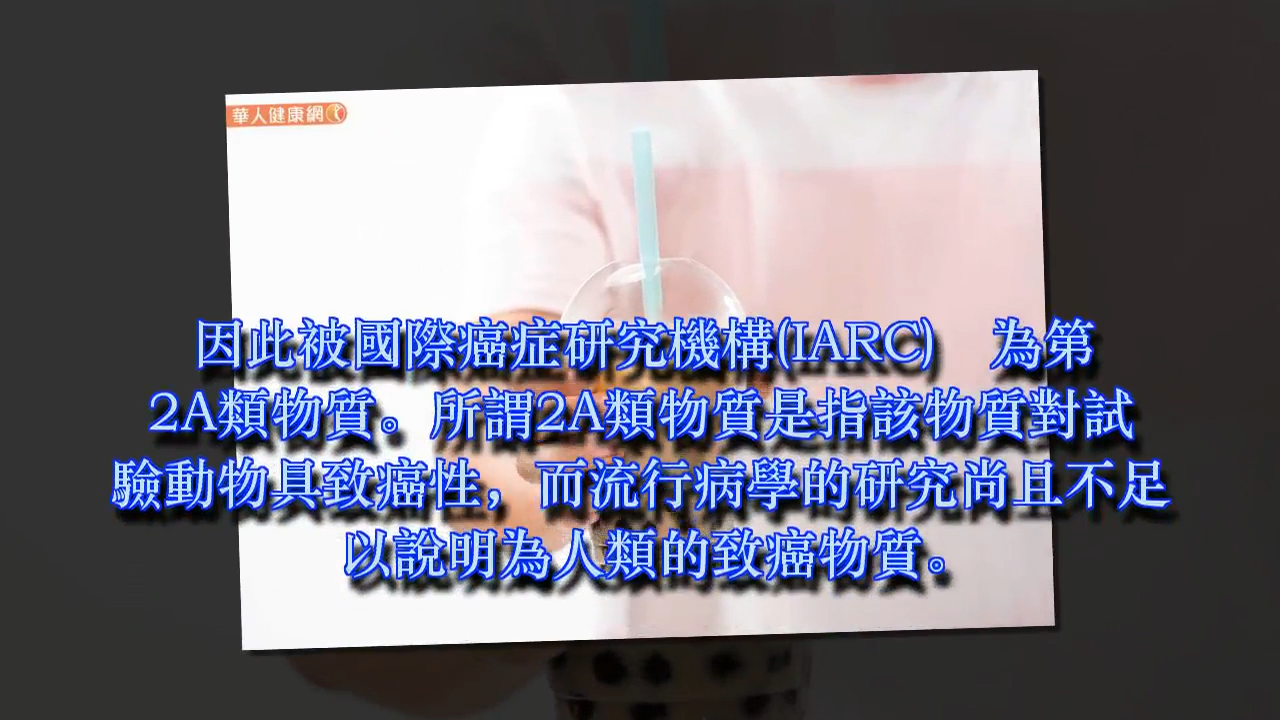 華人健康網
因此被國際癌症研究機構(IARC)　為第
2A類物質。所謂2A類物質是指該物質對試
驗動物具致癌性，而流行病學的研究尚且不足
以說明為人類的致癌物質。